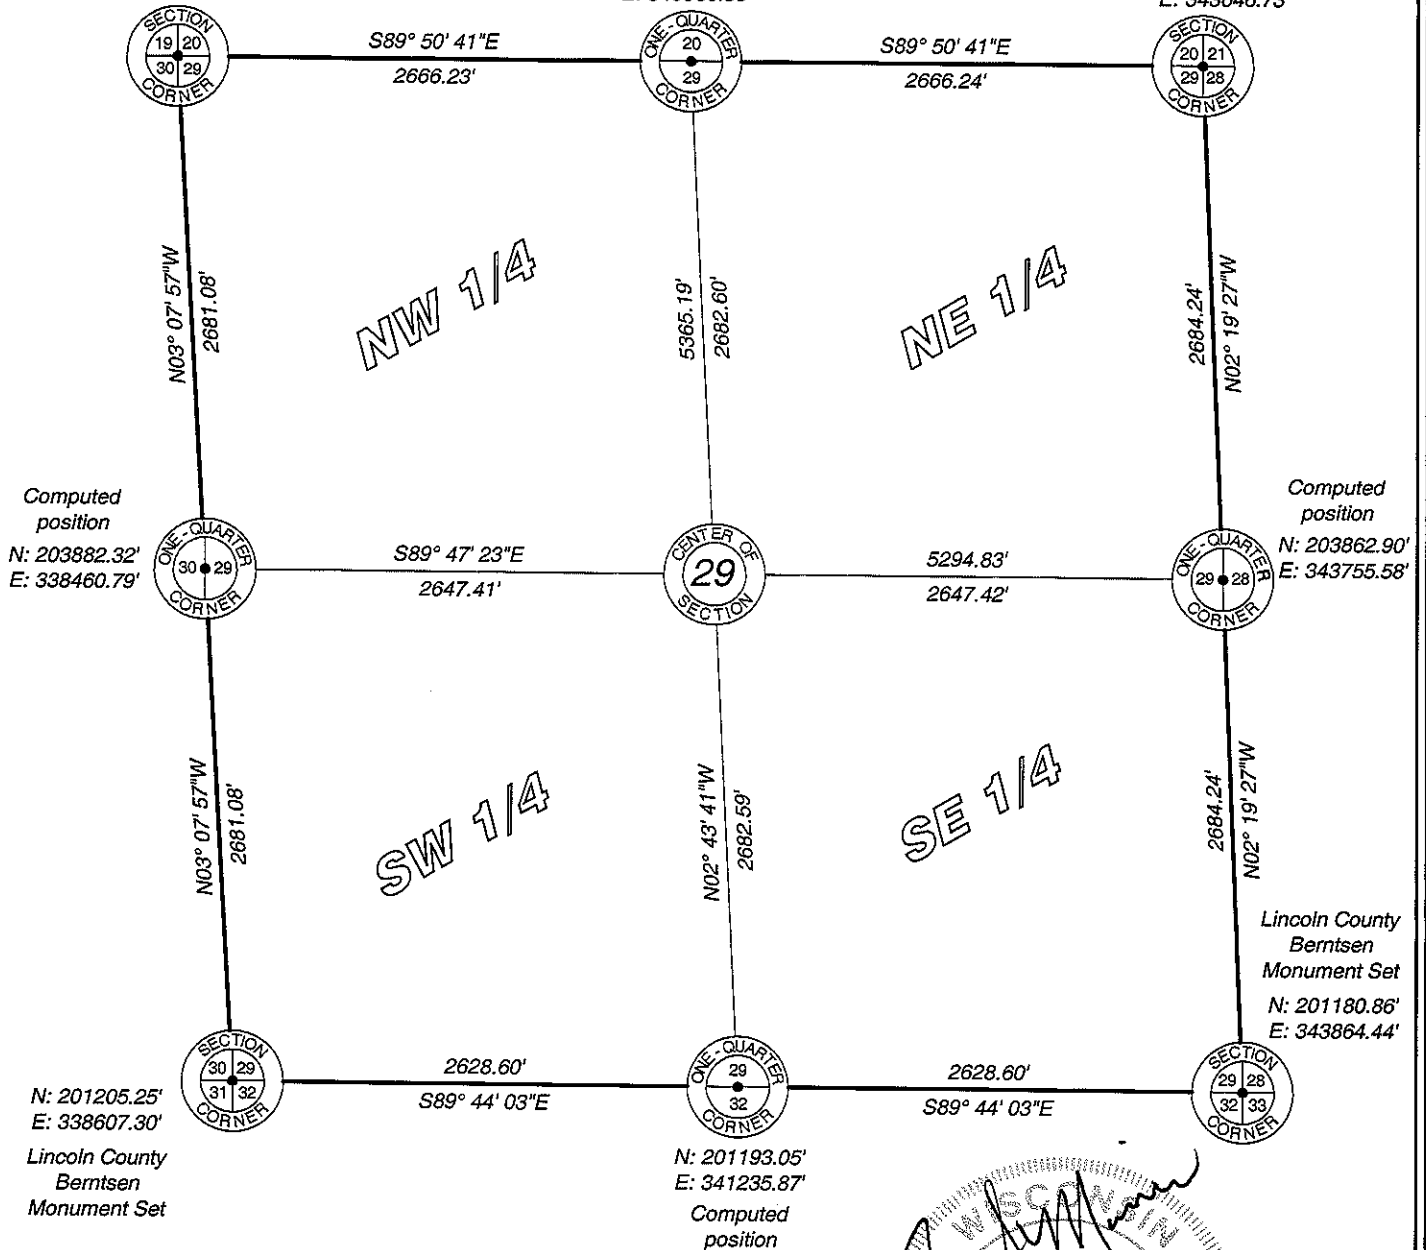 E: 343646.73'
SECTION
19 20
30 29
CORNER
S89° 50' 41"E
2666.23'
ONE-QUARTER
20
29
CORNER
S89° 50' 41"E
2666.24'
SECTION
20 21
29 28
CORNER
N03° 07' 57"W
2681.08'
NW 1/4
5365.19'
2682.60'
NE 1/4
2684.24'
N02° 19' 27"W
Computed
position
N: 203882.32'
E: 338460.79'
ONE-QUARTER
30 29
CORNER
S89° 47' 23"E
2647.41'
CENTER OF
29
SECTION
5294.83'
2647.42'
ONE-QUARTER
29 28
CORNER
Computed
position
N: 203862.90'
E: 343755.58'
N03° 07' 57"W
2681.08'
SW 1/4
N02° 43' 41"W
2682.59'
SE 1/4
2684.24'
N02° 19' 27"W
Lincoln County
Berntsen
Monument Set
N: 201180.86'
E: 343864.44'
N: 201205.25'
E: 338607.30'
Lincoln County
Berntsen
Monument Set
SECTION
30 29
31 32
CORNER
2628.60'
S89° 44' 03"E
ONE-QUARTER
29
32
CORNER
N: 201193.05'
E: 341235.87'
Computed
position
2628.60'
S89° 44' 03"E
SECTION
29 28
32 33
CORNER
WISCONSIN